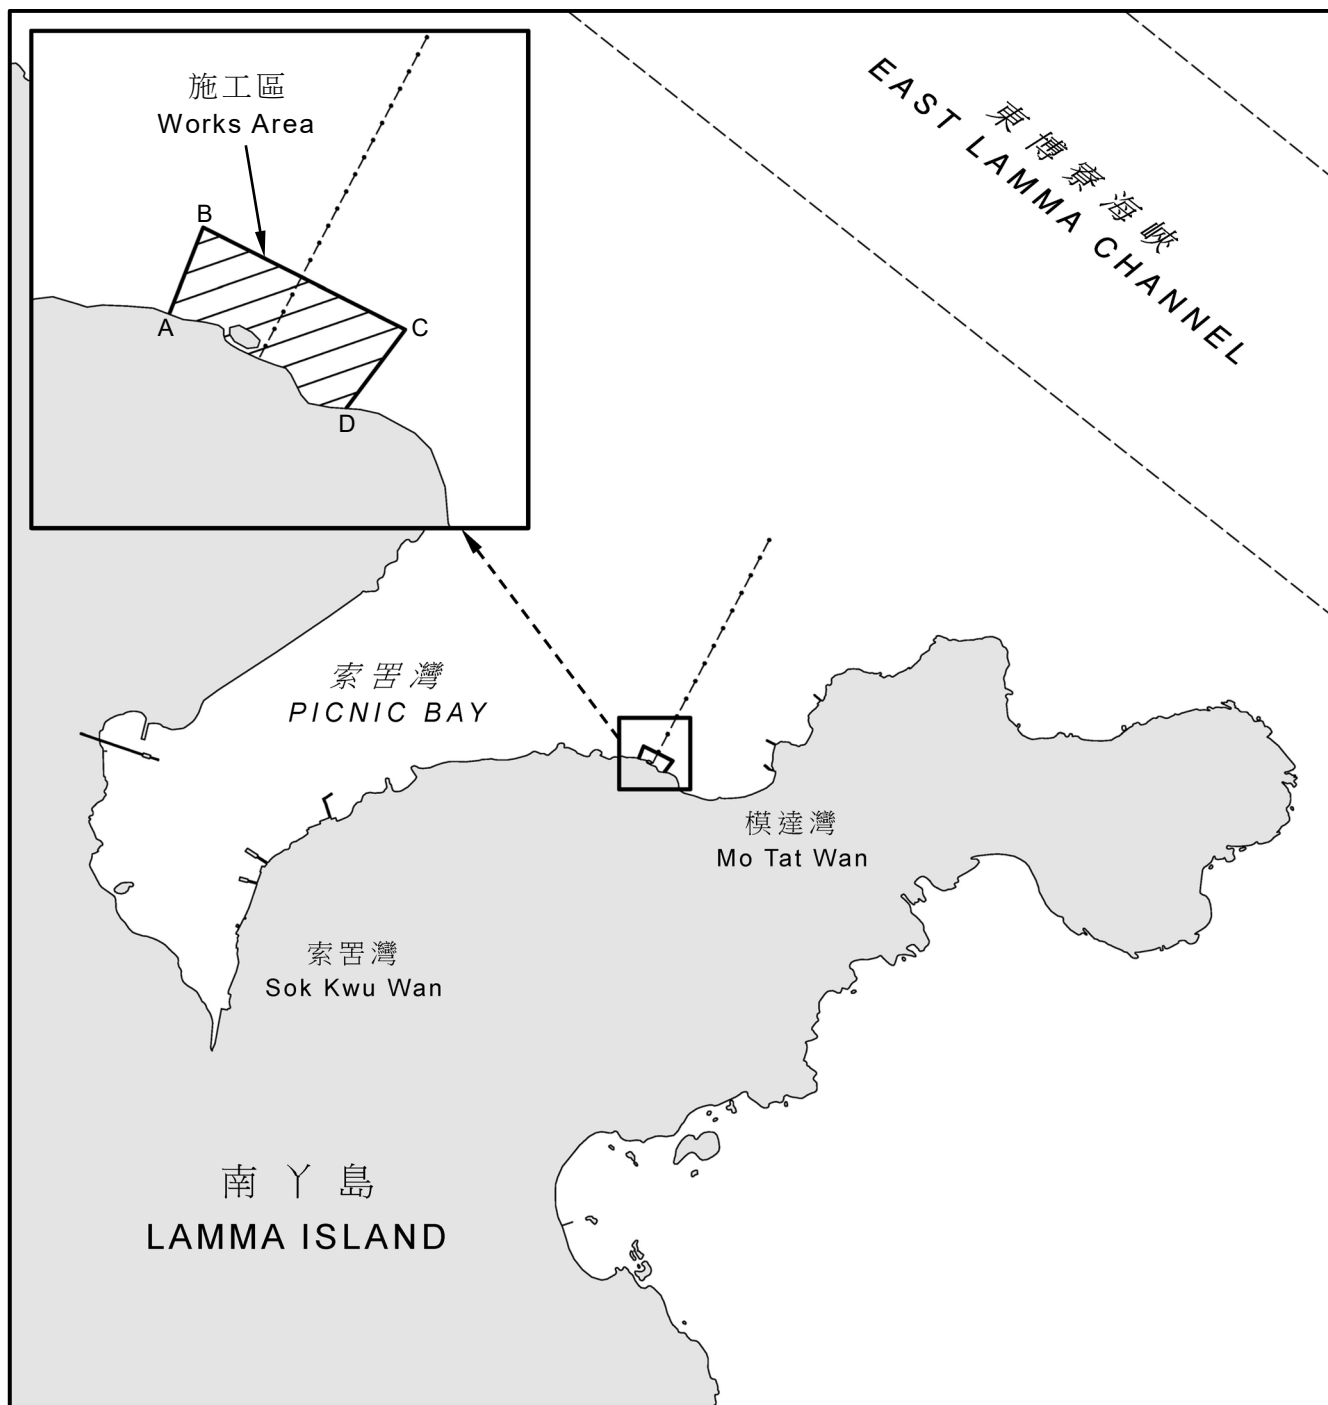 施工區
Works Area
B
A
C
D
東博寮海峽
EAST LAMMA CHANNEL
索罟灣
PICNIC BAY
模達灣
Mo Tat Wan
索罟灣
Sok Kwu Wan
南丫島
LAMMA ISLAND